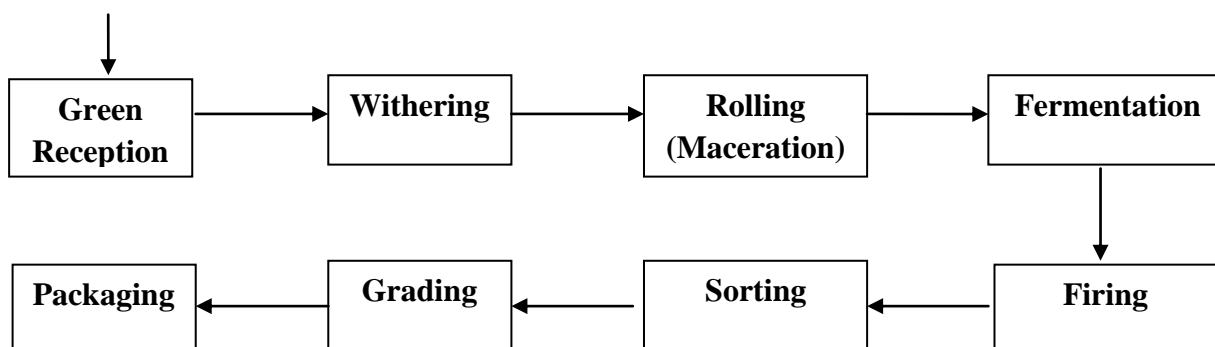 Green
Reception
Withering
Rolling
(Maceration)
Fermentation
Firing
Sorting
Grading
Packaging